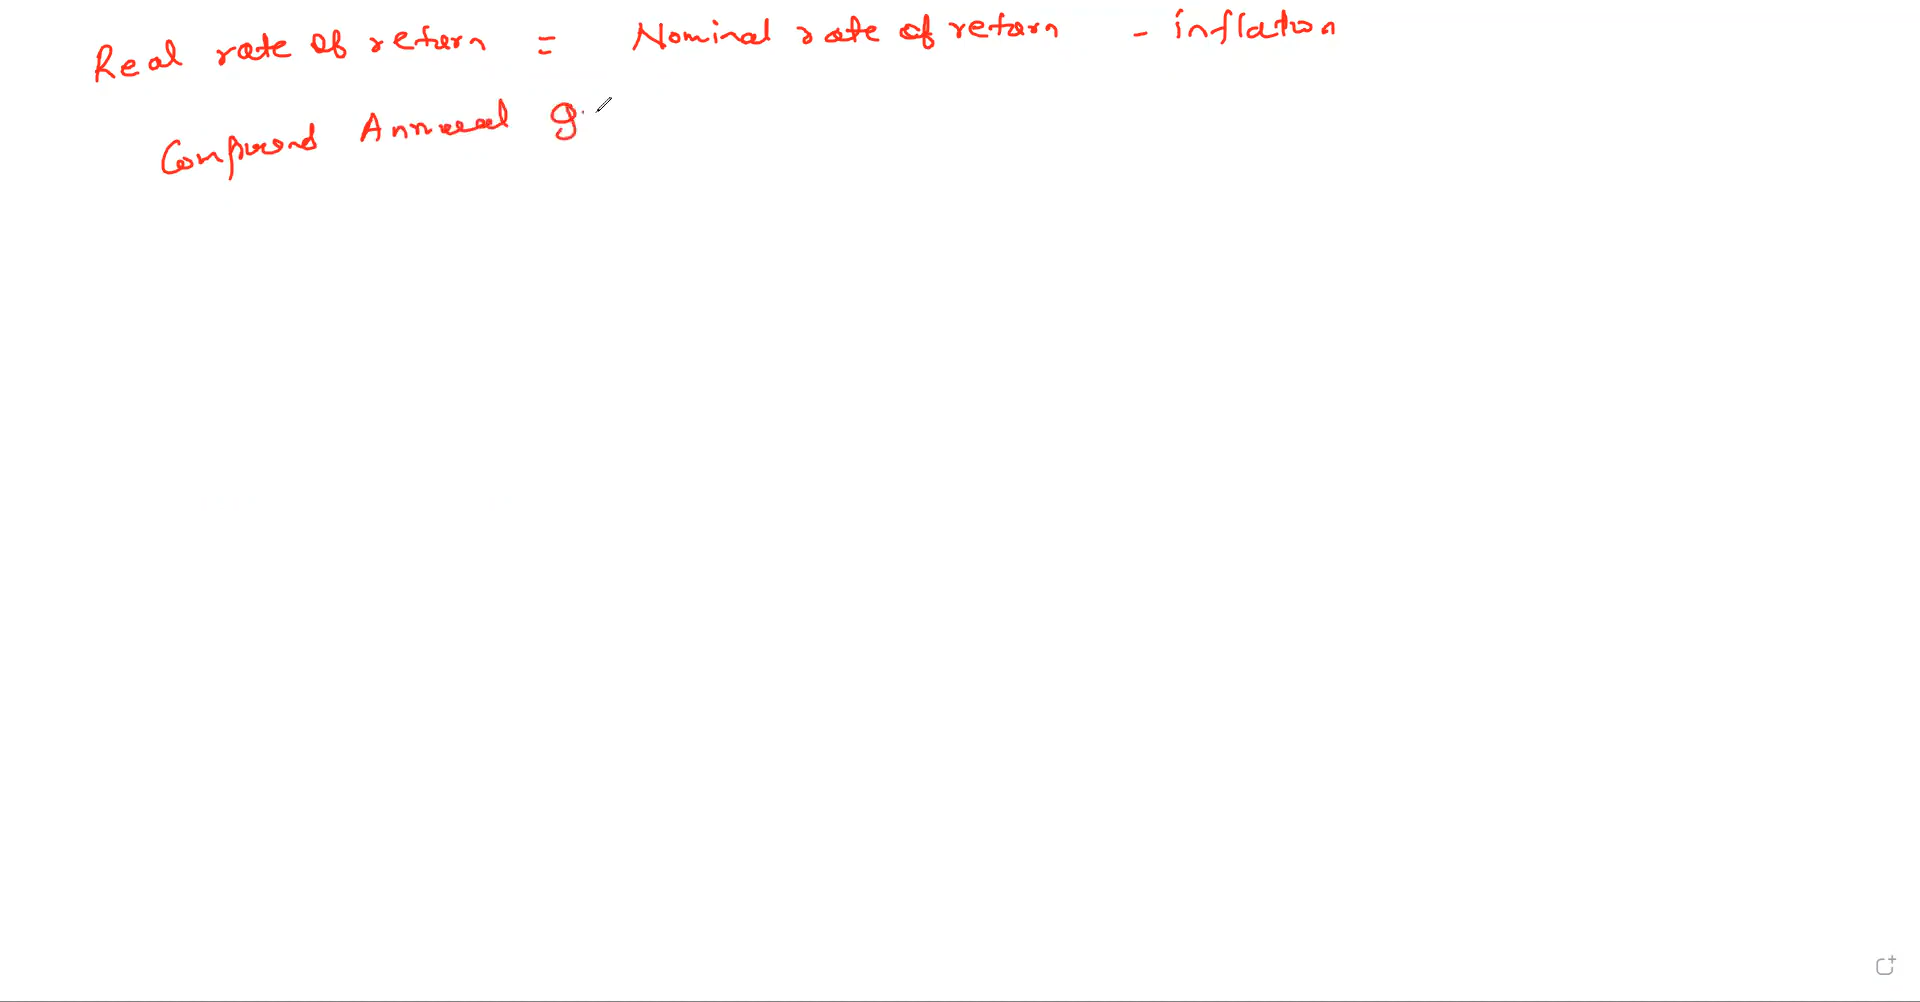 Real rate of return = Nominal rate of return - inflation
Compound Annual g